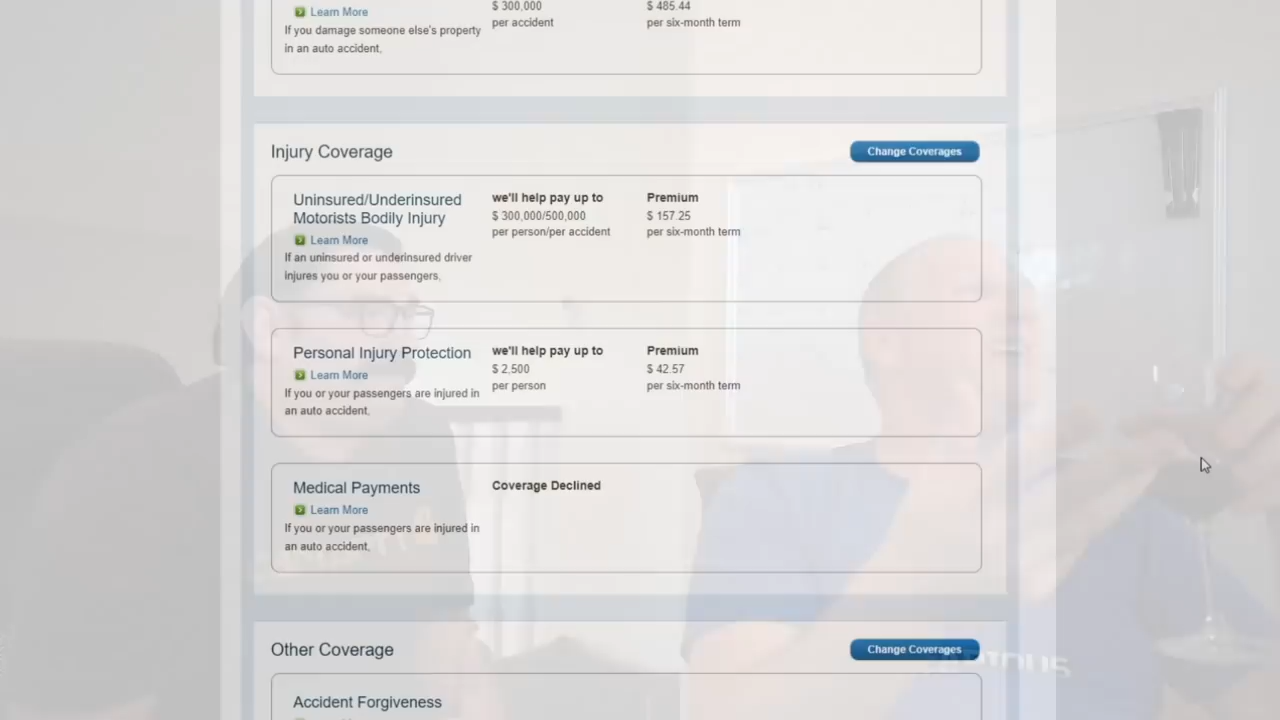 Learn More
If you damage someone else's property
in an auto accident.
$ 300,000
per accident
$ 485.44
per six-month term
Injury Coverage
Change Coverages
Uninsured/Underinsured
Motorists Bodily Injury
Learn More
If an uninsured or underinsured driver
injures you or your passengers.
we'll help pay up to
$ 300,000/500,000
per person/per accident
Premium
$ 157.25
per six-month term
Personal Injury Protection
Learn More
If you or your passengers are injured in
an auto accident.
we'll help pay up to
$ 2,500
per person
Premium
$ 42.57
per six-month term
Medical Payments
Learn More
If you or your passengers are injured in
an auto accident.
Coverage Declined
Other Coverage
Change Coverages
Accident Forgiveness